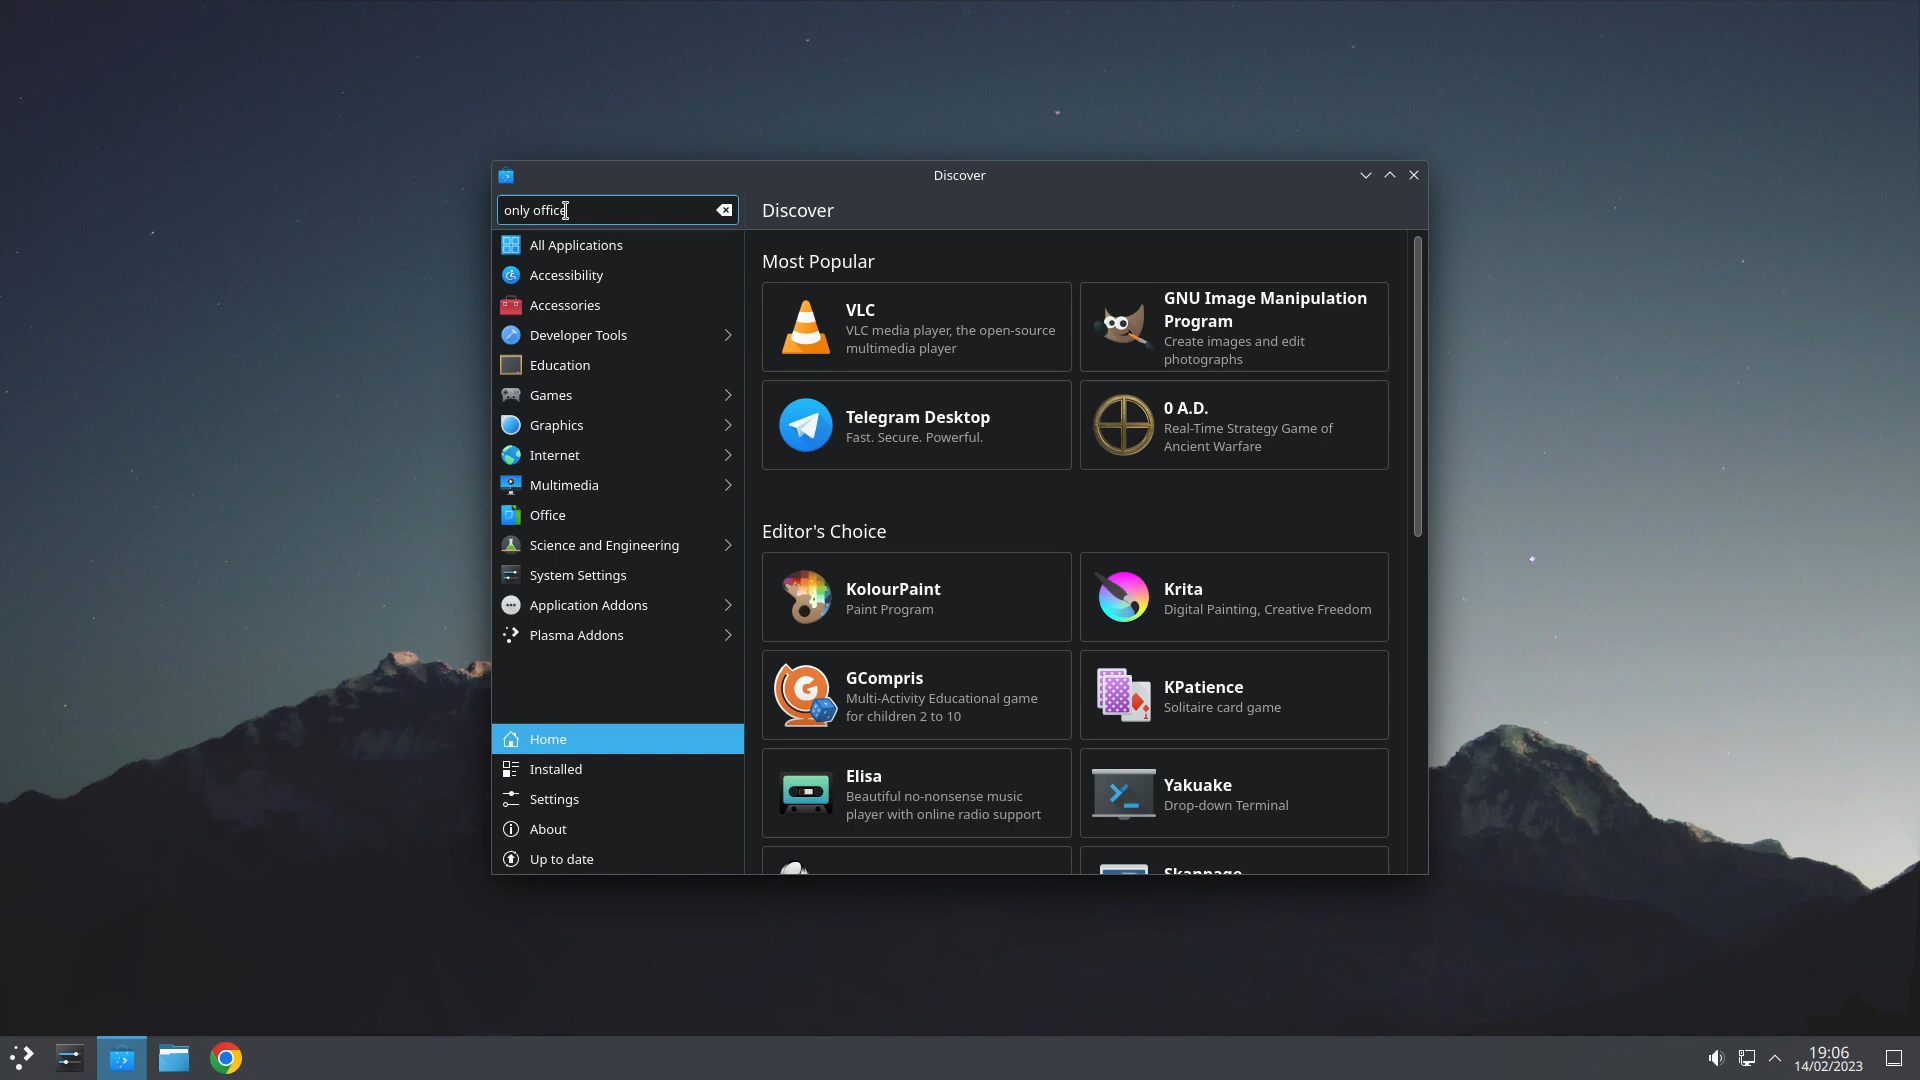 Discover
only office
Discover
All Applications
Accessibility
Accessories
Developer Tools
Education
Games
Graphics
Internet
Multimedia
Office
Science and Engineering
System Settings
Application Addons
Plasma Addons
Home
Installed
Settings
About
Up to date
Most Popular
VLC
VLC media player, the open-source
multimedia player
GNU Image Manipulation
Program
Create images and edit
photographs
Telegram Desktop
Fast. Secure. Powerful.
0 A.D.
Real-Time Strategy Game of
Ancient Warfare
Editor's Choice
KolourPaint
Paint Program
Krita
Digital Painting, Creative Freedom
GCompris
Multi-Activity Educational game
for children 2 to 10
KPatience
Solitaire card game
Elisa
Beautiful no-nonsense music
player with online radio support
Yakuake
Drop-down Terminal
Skanpage
19:06
14/02/2023